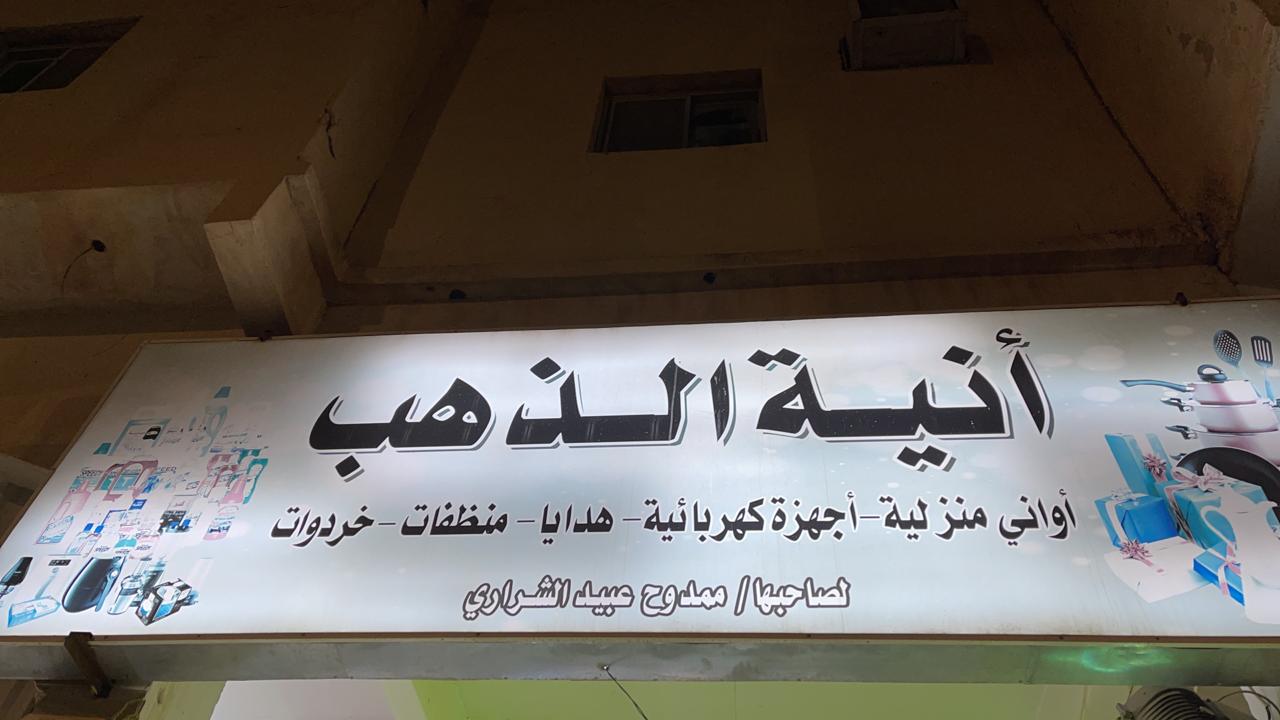 أنية الذهب
أواني منزلية - أجهزة كهربائية - هدايا - منظفات - خردوات
لصاحبها / ممدوح عبيد الشراري